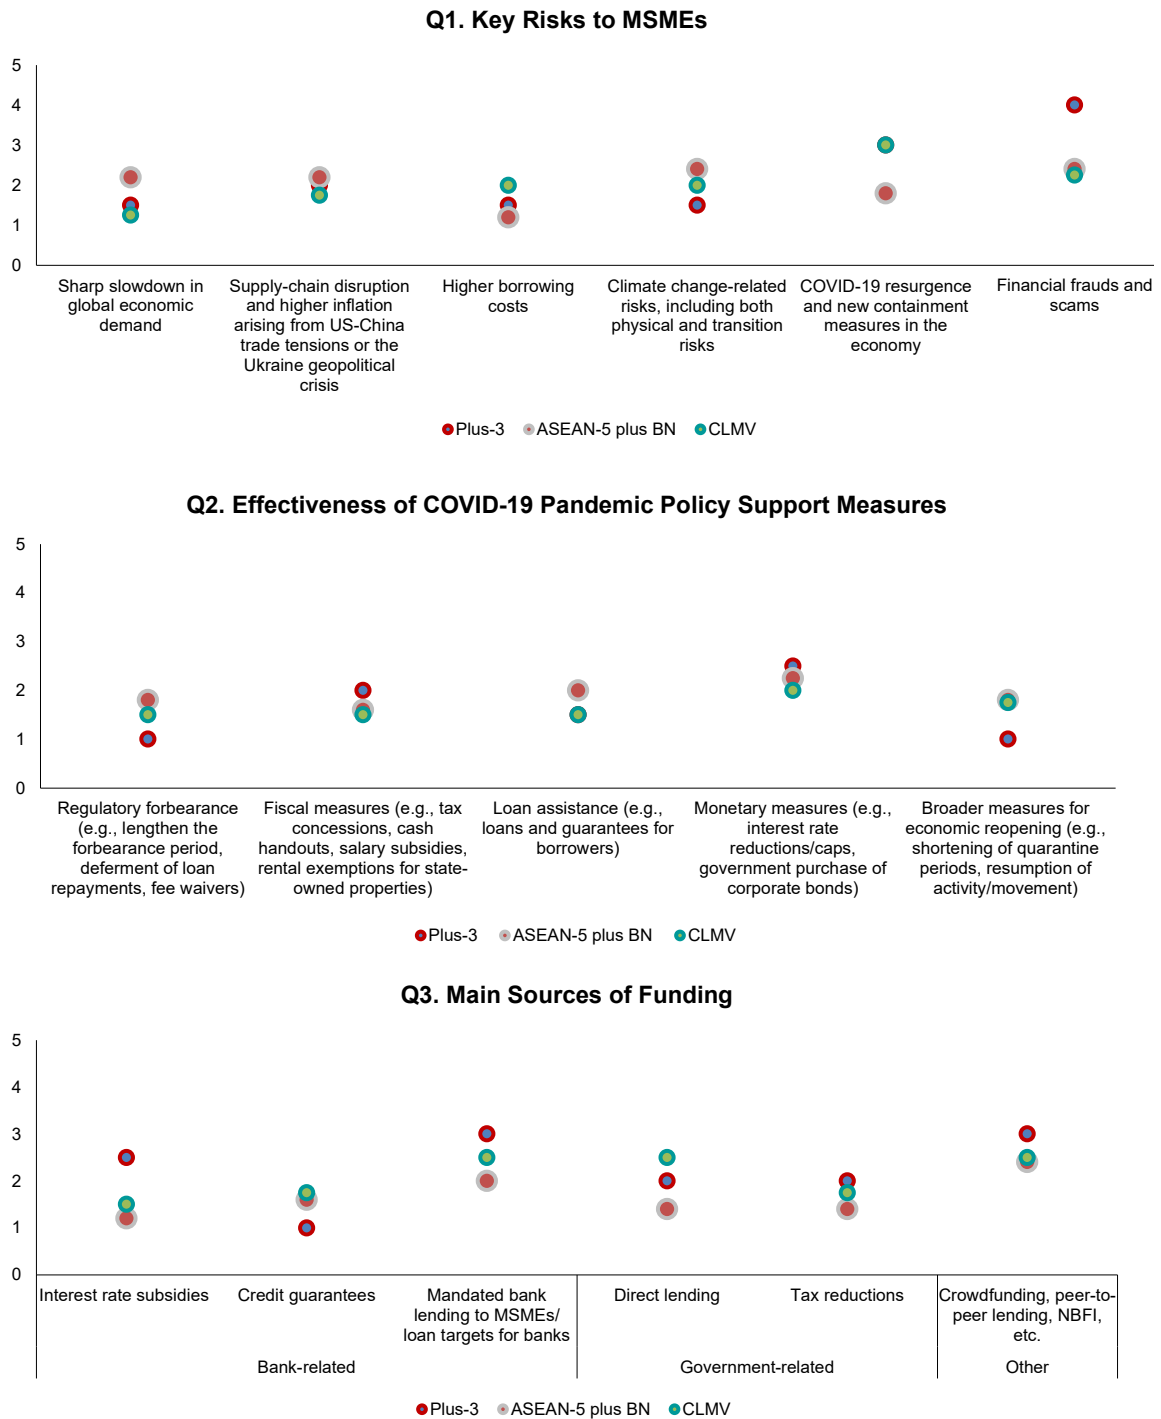 Q1. Key Risks to MSMEs
5
4
3
2
1
0
Sharp slowdown in
global economic
demand
Supply-chain disruption
and higher inflation
arising from US-China
trade tensions or the
Ukraine geopolitical
crisis
Higher borrowing
costs
Climate change-related
risks, including both
physical and transition
risks
COVID-19 resurgence
and new containment
measures in the
economy
Financial frauds and
scams
Plus-3 ASEAN-5 plus BN CLMV
Q2. Effectiveness of COVID-19 Pandemic Policy Support Measures
5
4
3
2
1
0
Regulatory forbearance
(e.g., lengthen the
forbearance period,
deferment of loan
repayments, fee waivers)
Fiscal measures (e.g., tax
concessions, cash
handouts, salary subsidies,
rental exemptions for state-
owned properties)
Loan assistance (e.g.,
loans and guarantees for
borrowers)
Monetary measures (e.g.,
interest rate
reductions/caps,
government purchase of
corporate bonds)
Broader measures for
economic reopening (e.g.,
shortening of quarantine
periods, resumption of
activity/movement)
Plus-3 ASEAN-5 plus BN CLMV
Q3. Main Sources of Funding
5
4
3
2
1
0
Interest rate subsidies
Credit guarantees
Mandated bank
lending to MSMEs/
loan targets for banks
Direct lending
Tax reductions
Crowdfunding, peer-to-
peer lending, NBFI,
etc.
Bank-related
Government-related
Other
Plus-3 ASEAN-5 plus BN CLMV